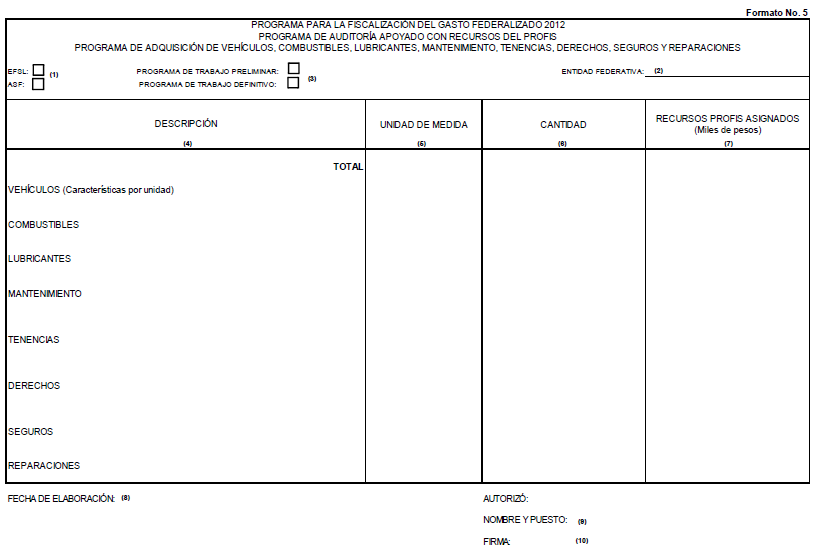 Formato No. 5
PROGRAMA PARA LA FISCALIZACIÓN DEL GASTO FEDERALIZADO 2012
PROGRAMA DE AUDITORÍA APOYADO CON RECURSOS DEL PROFIS
PROGRAMA DE ADQUISICIÓN DE VEHÍCULOS, COMBUSTIBLES, LUBRICANTES, MANTENIMIENTO, TENENCIAS, DERECHOS, SEGUROS Y REPARACIONES
EFSL: (1) PROGRAMA DE TRABAJO PRELIMINAR: (3) ENTIDAD FEDERATIVA: (2)
ASF: PROGRAMA DE TRABAJO DEFINITIVO:
DESCRIPCIÓN UNIDAD DE MEDIDA CANTIDAD RECURSOS PROFIS ASIGNADOS
(Miles de pesos)
(4) (5) (6) (7)
TOTAL
VEHÍCULOS (Características por unidad)
COMBUSTIBLES
LUBRICANTES
MANTENIMIENTO
TENENCIAS
DERECHOS
SEGUROS
REPARACIONES
FECHA DE ELABORACIÓN: (8) AUTORIZÓ:
NOMBRE Y PUESTO: (9)
FIRMA: (10)